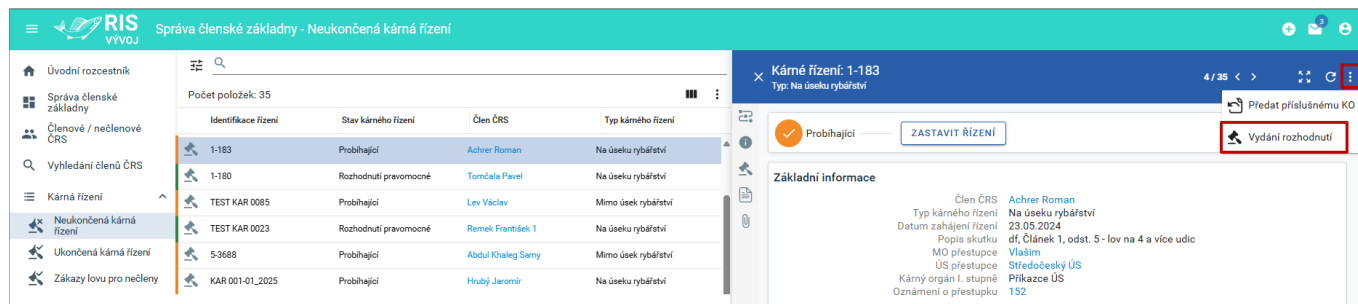 RIS
VÝVOJ
Správa členské základny - Neukončená kárná řízení
3
Úvodní rozcestník
Správa členské
základny
Členové / nečlenové
ČRS
Vyhledání členů ČRS
Kárná řízení
Neukončená kárná
řízení
Ukončená kárná řízení
Zákazy lovu pro nečleny
Počet položek: 35
Identifikace řízení Stav kárného řízení Člen ČRS Typ kárného řízení
1-183 Probíhající Achrer Roman Na úseku rybářství
1-180 Rozhodnutí pravomocné Tomčala Pavel Na úseku rybářství
TEST KAR 0085 Probíhající Lev Václav Mimo úsek rybářství
TEST KAR 0023 Rozhodnutí pravomocné Remek František 1 Na úseku rybářství
5-3688 Probíhající Abdul Khaleg Samy Mimo úsek rybářství
KAR 001-01_2025 Probíhající Hrubý Jaromír Na úseku rybářství
Kárné řízení: 1-183
Typ: Na úseku rybářství
4 / 35
Předat příslušnému KO
Vydání rozhodnutí
Probíhající
ZASTAVIT ŘÍZENÍ
Základní informace
Člen ČRS Achrer Roman
Typ kárného řízení Na úseku rybářství
Datum zahájení řízení 23.05.2024
Popis skutku df, Článek 1, odst. 5 - lov na 4 a více udic
MO přestupce Vlašim
ÚS přestupce Středočeský ÚS
Kárný orgán I. stupně Příkazce ÚS
Oznámení o přestupku 152